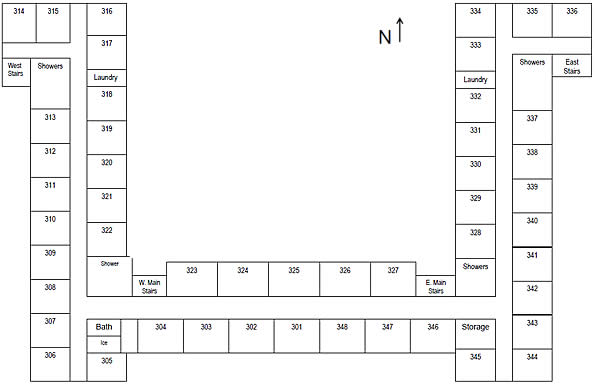 314 315 316 334 335 336
N
317 333
West Stairs Showers Laundry Laundry Showers East Stairs
318 332
313 319 331 337
312 320 330 338
311 321 329 339
310 322 328 340
309 341
Shower 323 324 325 326 327 Showers
308 W. Main Stairs E. Main Stairs 342
307 Bath 304 303 302 301 348 347 346 Storage 343
Ice
306 305 345 344